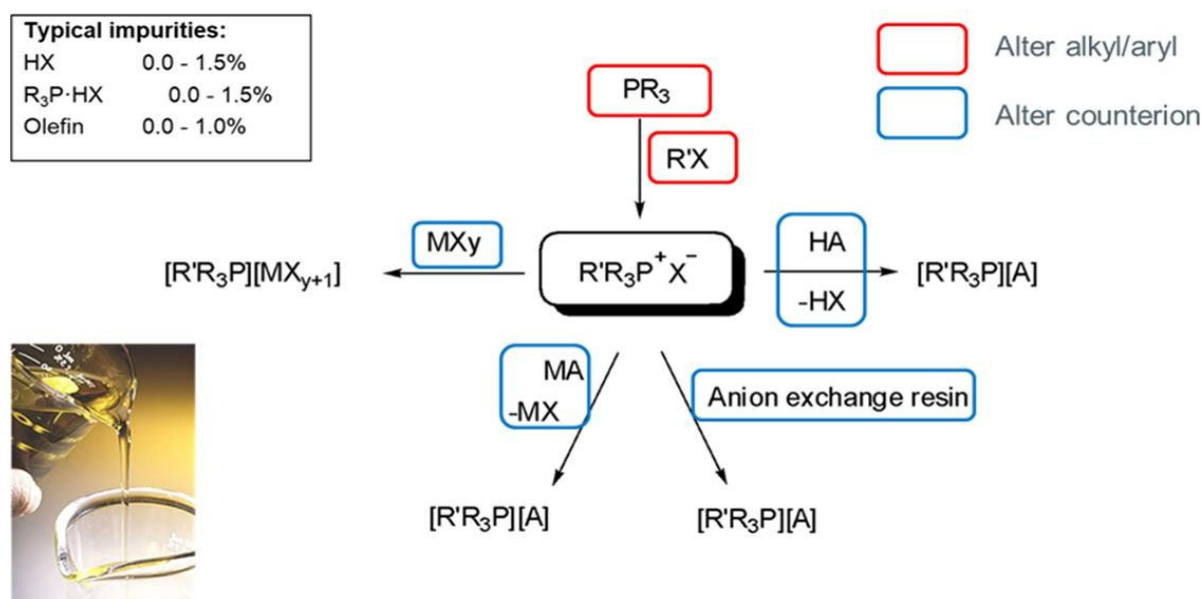 Typical impurities:
HX 0.0 - 1.5%
R₃P·HX 0.0 - 1.5%
Olefin 0.0 - 1.0%
Alter alkyl/aryl
Alter counterion
PR₃
R'X
MXy
R'R₃P⁺X⁻
HA
-HX
[R'R₃P][MXy+1]
[R'R₃P][A]
MA
-MX
Anion exchange resin
[R'R₃P][A]
[R'R₃P][A]